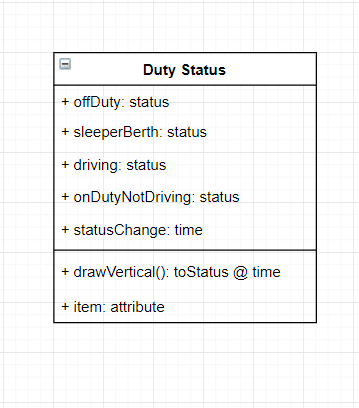 Duty Status
+ offDuty: status
+ sleeperBerth: status
+ driving: status
+ onDutyNotDriving: status
+ statusChange: time
+ drawVertical(): toStatus @ time
+ item: attribute